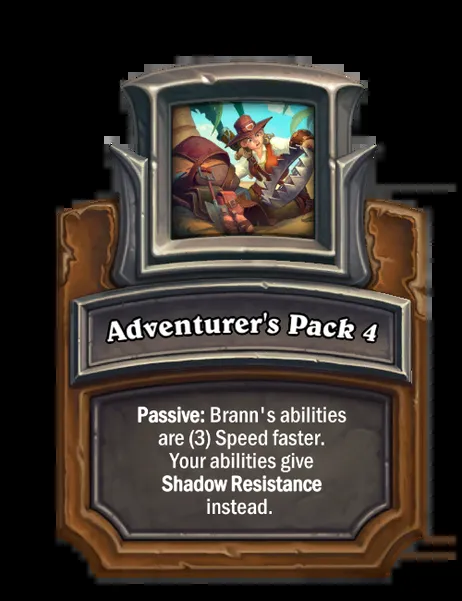 Adventurer's Pack 4
Passive: Brann's abilities
are (3) Speed faster.
Your abilities give
Shadow Resistance
instead.